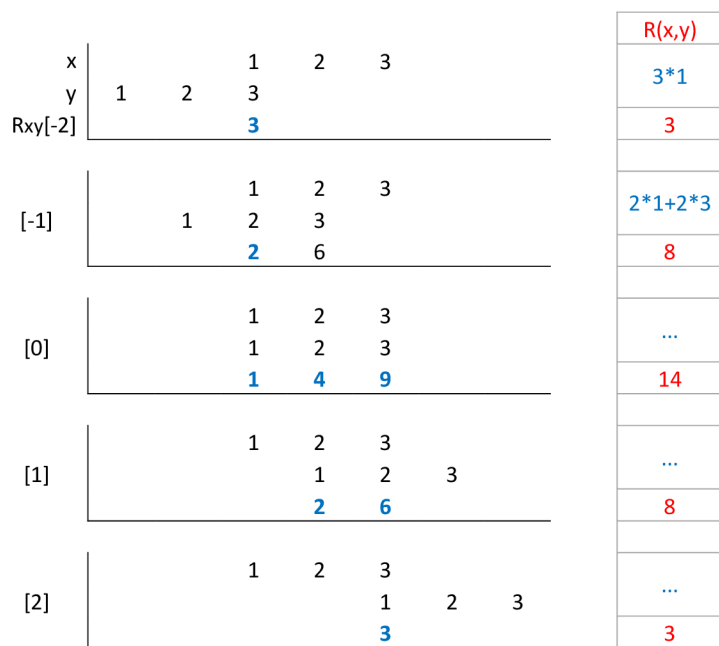 R(x,y)
x 1 2 3
3*1
y 1 2 3
Rxy[-2] 3 3
1 2 3
2*1+2*3
[-1] 1 2 3
2 6 8
1 2 3
...
[0] 1 2 3
1 4 9 14
1 2 3
...
[1] 1 2 3
2 6 8
1 2 3
...
[2] 1 2 3
3 3